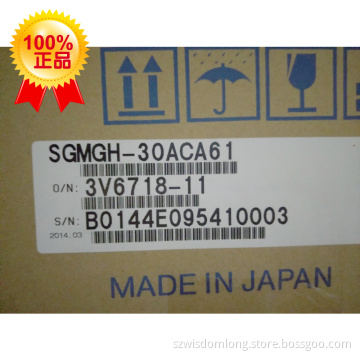 100%
正品
SGMGH-30ACA61
O/N: 3V6718-11
S/N: B0144E095410003
2014.03
MADE IN JAPAN
szwisdomlong.store.bossgoo.com